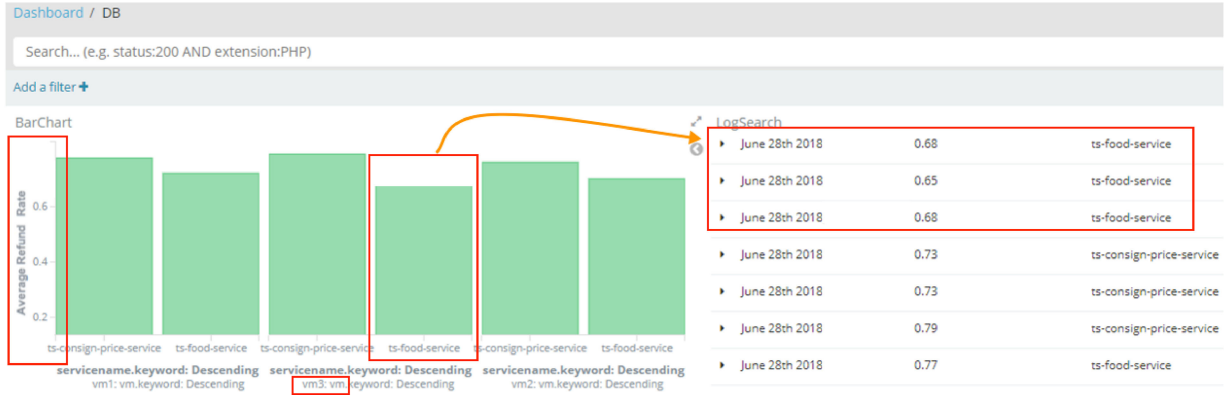 Dashboard / DB
Search... (e.g. status:200 AND extension:PHP)
Add a filter +
BarChart
Average Refund Rate
0.6
0.4
0.2
ts-consign-price-service ts-food-service ts-consign-price-service ts-food-service ts-consign-price-service ts-food-service
servicename.keyword: Descending servicename.keyword: Descending servicename.keyword: Descending
vm1: vm.keyword: Descending vm3: vm.keyword: Descending vm2: vm.keyword: Descending
LogSearch
June 28th 2018 0.68 ts-food-service
June 28th 2018 0.65 ts-food-service
June 28th 2018 0.68 ts-food-service
June 28th 2018 0.73 ts-consign-price-service
June 28th 2018 0.73 ts-consign-price-service
June 28th 2018 0.79 ts-consign-price-service
June 28th 2018 0.77 ts-food-service